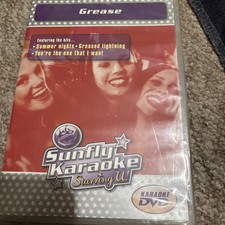 Grease
featuring the hits...
• Summer nights • Greased lightning
• You're the one that I want
Sunfly
Karaoke
Starring U!
KARAOKE
DVD